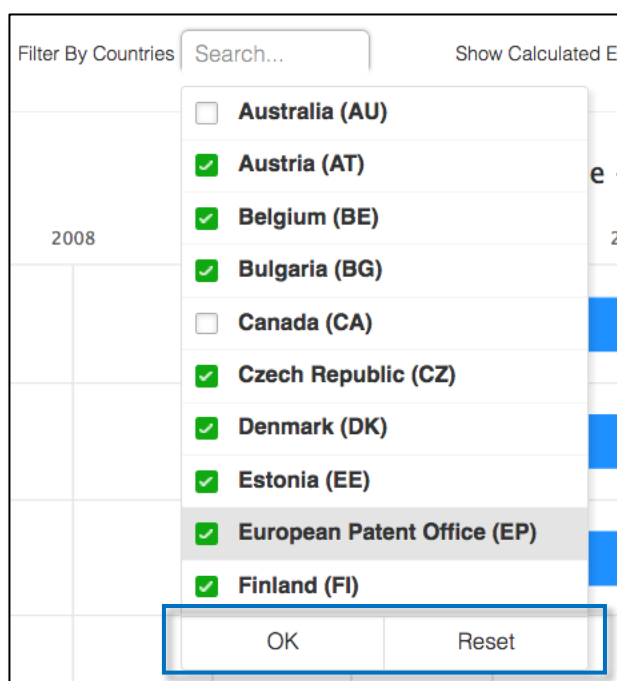 Filter By Countries Search... Show Calculated E
Australia (AU)
Austria (AT)
e
Belgium (BE)
2008
2
Bulgaria (BG)
Canada (CA)
Czech Republic (CZ)
Denmark (DK)
Estonia (EE)
European Patent Office (EP)
Finland (FI)
OK Reset